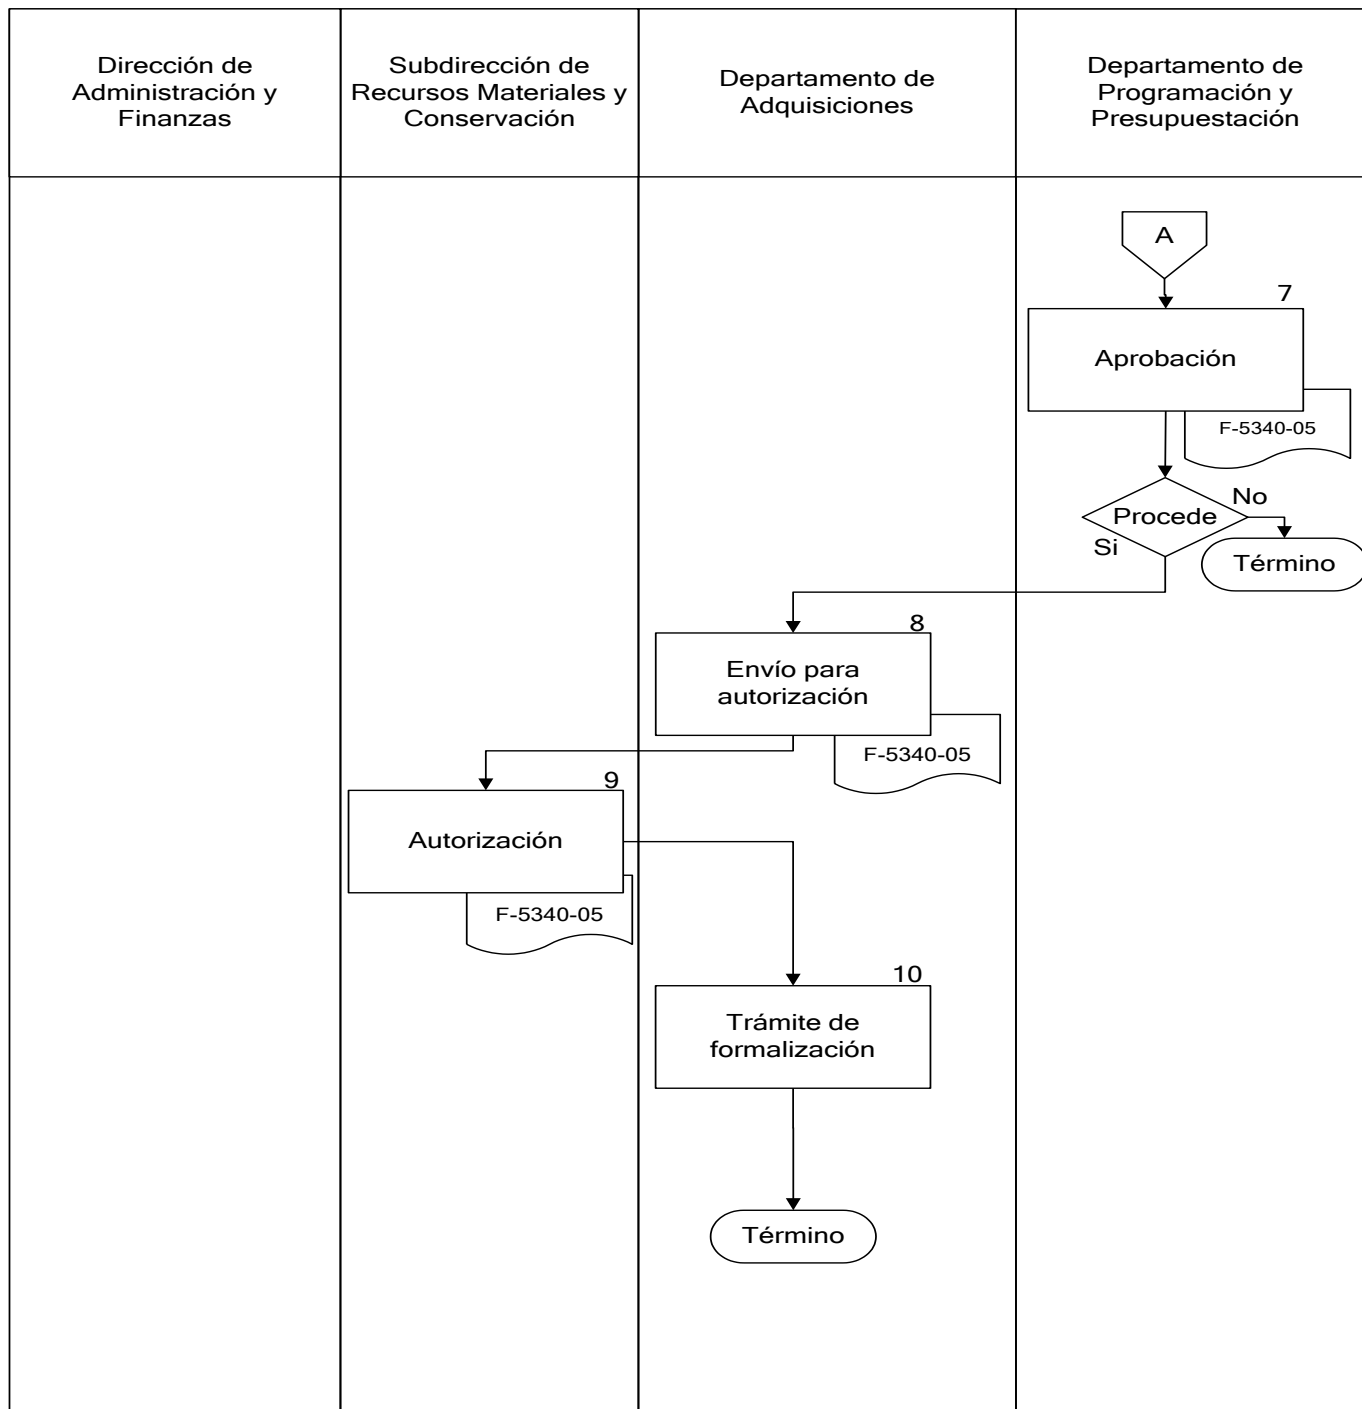 Dirección de
Administración y
Finanzas
Subdirección de
Recursos Materiales y
Conservación
Departamento de
Adquisiciones
Departamento de
Programación y
Presupuestación
A
7
Aprobación
F-5340-05
Procede
No
Si
Término
8
Envío para
autorización
F-5340-05
9
Autorización
F-5340-05
10
Trámite de
formalización
Término